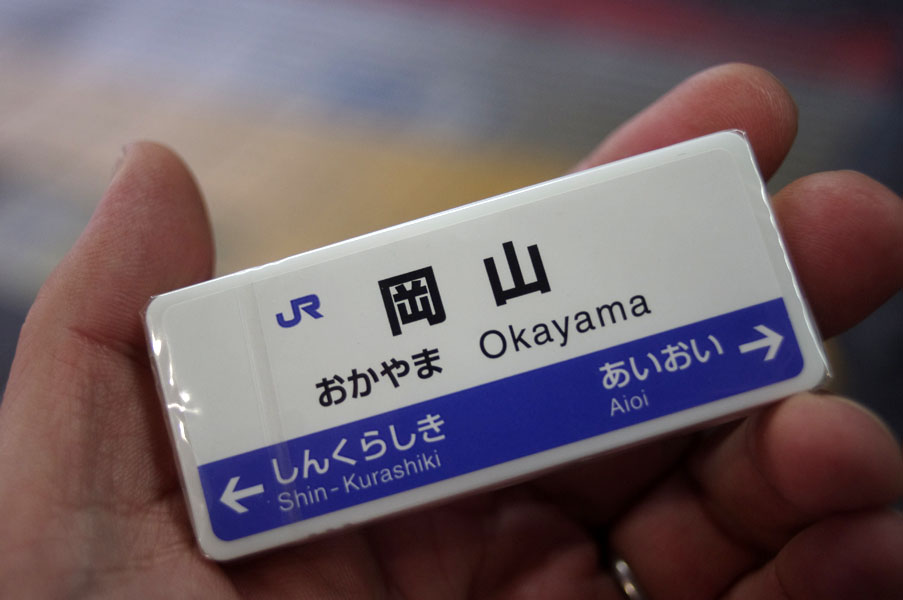 JR 岡山
おかやま Okayama
あいおい →
Aioi
← しんくらしき
Shin-Kurashiki